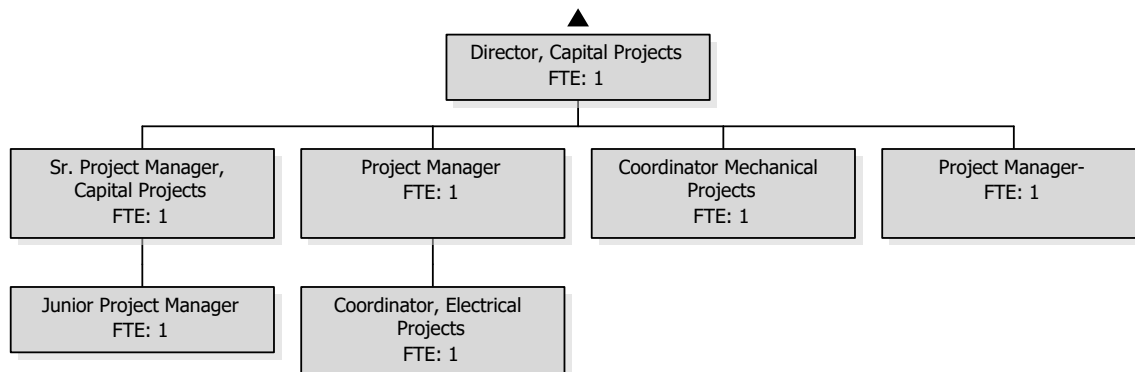 Director, Capital Projects
FTE: 1
Sr. Project Manager,
Capital Projects
FTE: 1
Project Manager
FTE: 1
Coordinator Mechanical
Projects
FTE: 1
Project Manager-
FTE: 1
Junior Project Manager
FTE: 1
Coordinator, Electrical
Projects
FTE: 1